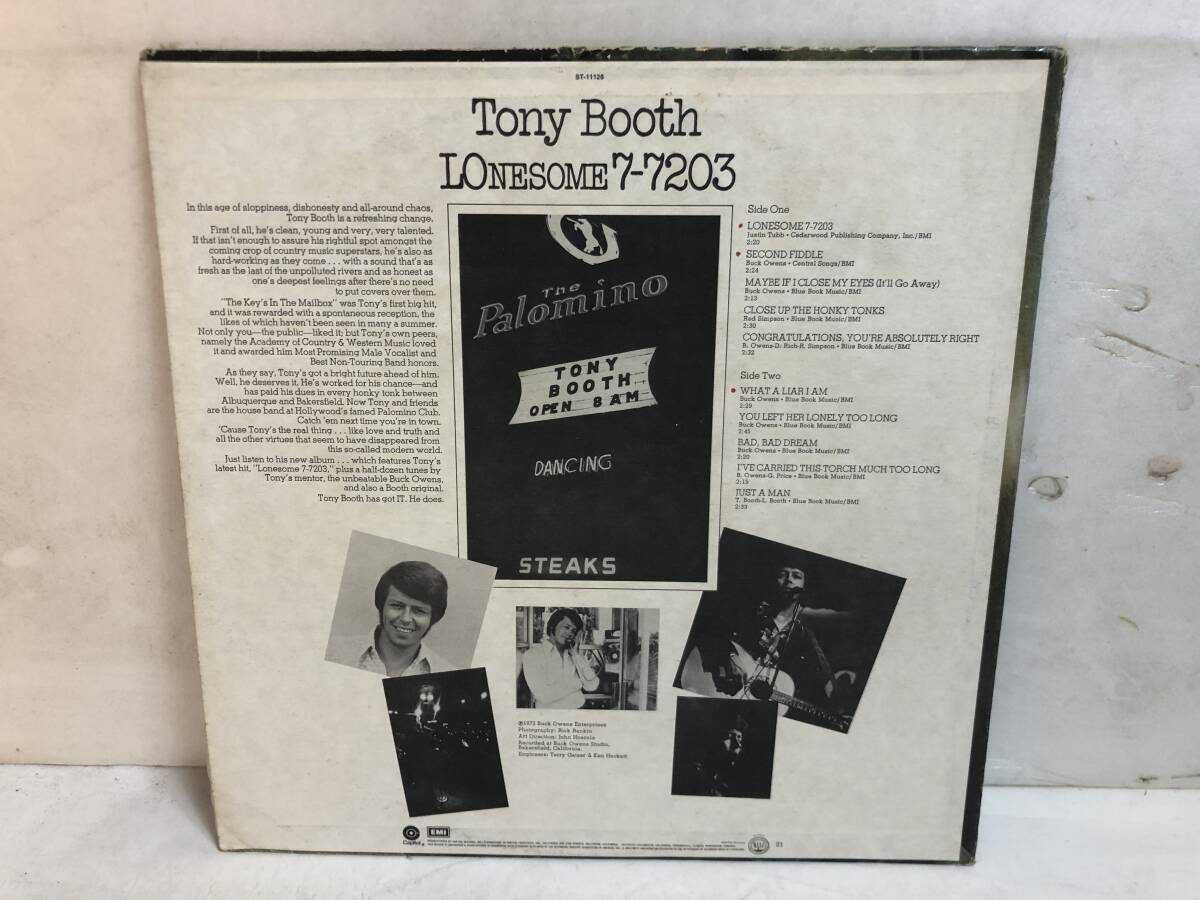 ST-11126
Tony Booth
LONESOME 7-7203
In this age of sloppiness, dishonesty and all-around chaos,
Tony Booth is a refreshing change.
First of all, he's clean, young and very, very talented.
If that isn't enough to assure his rightful spot amongst the
coming crop of country music superstars, he's also as
hard-working as they come . . . with a sound that's as
fresh as the last of the unpolluted rivers and as honest as
one's deepest feelings after there's no need
to put covers over them.
"The Key's In The Mailbox" was Tony's first big hit,
and it was rewarded with a spontaneous reception, the
likes of which haven't been seen in many a summer.
Not only you—the public—liked it; but Tony's own peers,
namely the Academy of Country & Western Music loved
it and awarded him Most Promising Male Vocalist and
Best Non-Touring Band honors.
As they say, Tony's got a bright future ahead of him.
Well, he deserves it. He's worked for his chance—and
has paid his dues in every honky tonk between
Albuquerque and Bakersfield. Now Tony and friends
are the house band at Hollywood's famed Palomino Club.
Catch 'em next time you're in town.
'Cause Tony's the real thing . . . like love and truth and
all the other virtues that seem to have disappeared from
this so-called modern world.
Just listen to his new album . . . which features Tony's
latest hit, "Lonesome 7-7203," plus a half-dozen tunes by
Tony's mentor, the unbeatable Buck Owens,
and also a Booth original.
Tony Booth has got IT. He does.
The
Palomino
TONY
BOOTH
OPEN 8 AM
DANCING
STEAKS
Side One
LONESOME 7-7203
Justin Tubb • Cedarwood Publishing Company, Inc./BMI
2:20
SECOND FIDDLE
Buck Owens • Central Songs/BMI
2:24
MAYBE IF I CLOSE MY EYES (It'll Go Away)
Buck Owens • Blue Book Music/BMI
2:13
CLOSE UP THE HONKY TONKS
Red Simpson • Blue Book Music/BMI
2:30
CONGRATULATIONS, YOU'RE ABSOLUTELY RIGHT
B. Owens-D. Rich-R. Simpson • Blue Book Music/BMI
2:32
Side Two
WHAT A LIAR I AM
Buck Owens • Blue Book Music/BMI
2:29
YOU LEFT HER LONELY TOO LONG
Buck Owens • Blue Book Music/BMI
2:45
BAD, BAD DREAM
Buck Owens • Blue Book Music/BMI
2:20
I'VE CARRIED THIS TORCH MUCH TOO LONG
B. Owens-G. Price • Blue Book Music/BMI
2:15
JUST A MAN
T. Booth-L. Booth • Blue Book Music/BMI
2:33
℗1972 Buck Owens Enterprises
Photography: Rick Rankin
Art Direction: John Hoernle
Recorded at Buck Owens Studio,
Bakersfield, California.
Engineers: Terry Gaiser & Ken Hackett
Capitol
EMI